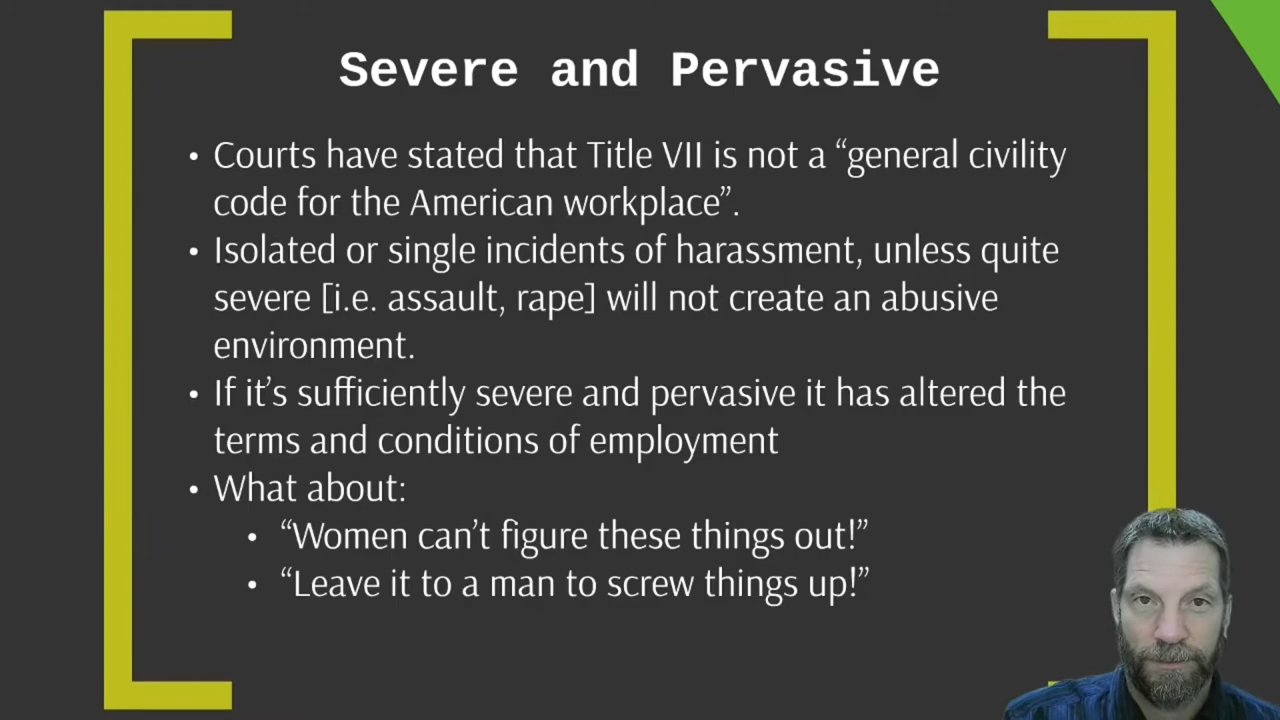 Severe and Pervasive
• Courts have stated that Title VII is not a “general civility
code for the American workplace”.
• Isolated or single incidents of harassment, unless quite
severe [i.e. assault, rape] will not create an abusive
environment.
• If it’s sufficiently severe and pervasive it has altered the
terms and conditions of employment
• What about:
• “Women can’t figure these things out!”
• “Leave it to a man to screw things up!”